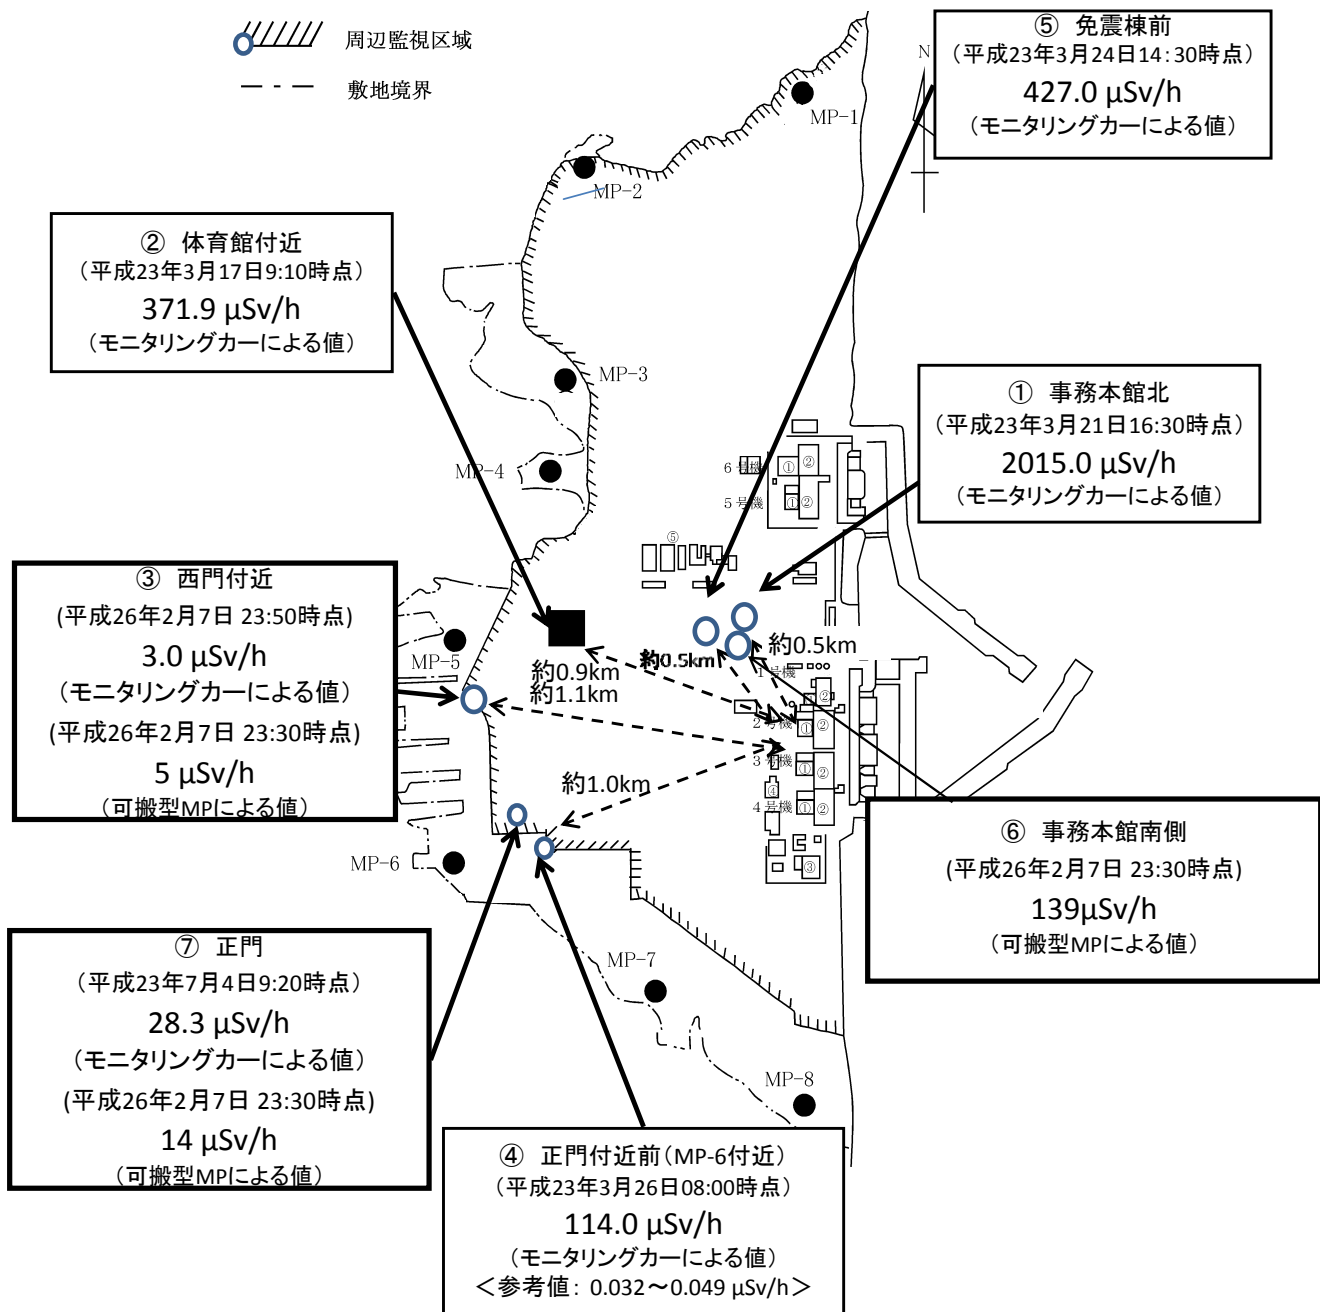 周辺監視区域
敷地境界
⑤ 免震棟前
(平成23年3月24日14:30時点)
427.0 μSv/h
(モニタリングカーによる値)
N
MP-1
MP-2
② 体育館付近
(平成23年3月17日9:10時点)
371.9 μSv/h
(モニタリングカーによる値)
MP-3
① 事務本館北
(平成23年3月21日16:30時点)
2015.0 μSv/h
(モニタリングカーによる値)
MP-4
6号機
①
②
5号機
①
②
⑤
③ 西門付近
(平成26年2月7日 23:50時点)
3.0 μSv/h
(モニタリングカーによる値)
(平成26年2月7日 23:30時点)
5 μSv/h
(可搬型MPによる値)
MP-5
約0.9km
約1.1km
約0.5km
約0.5km
1号機
②
2号機
①
②
3号機
①
②
④
4号機
①
②
③
約1.0km
MP-6
⑥ 事務本館南側
(平成26年2月7日 23:30時点)
139μSv/h
(可搬型MPによる値)
⑦ 正門
(平成23年7月4日9:20時点)
28.3 μSv/h
(モニタリングカーによる値)
(平成26年2月7日 23:30時点)
14 μSv/h
(可搬型MPによる値)
MP-7
MP-8
④ 正門付近前(MP-6付近)
(平成23年3月26日08:00時点)
114.0 μSv/h
(モニタリングカーによる値)
<参考値: 0.032~0.049 μSv/h>